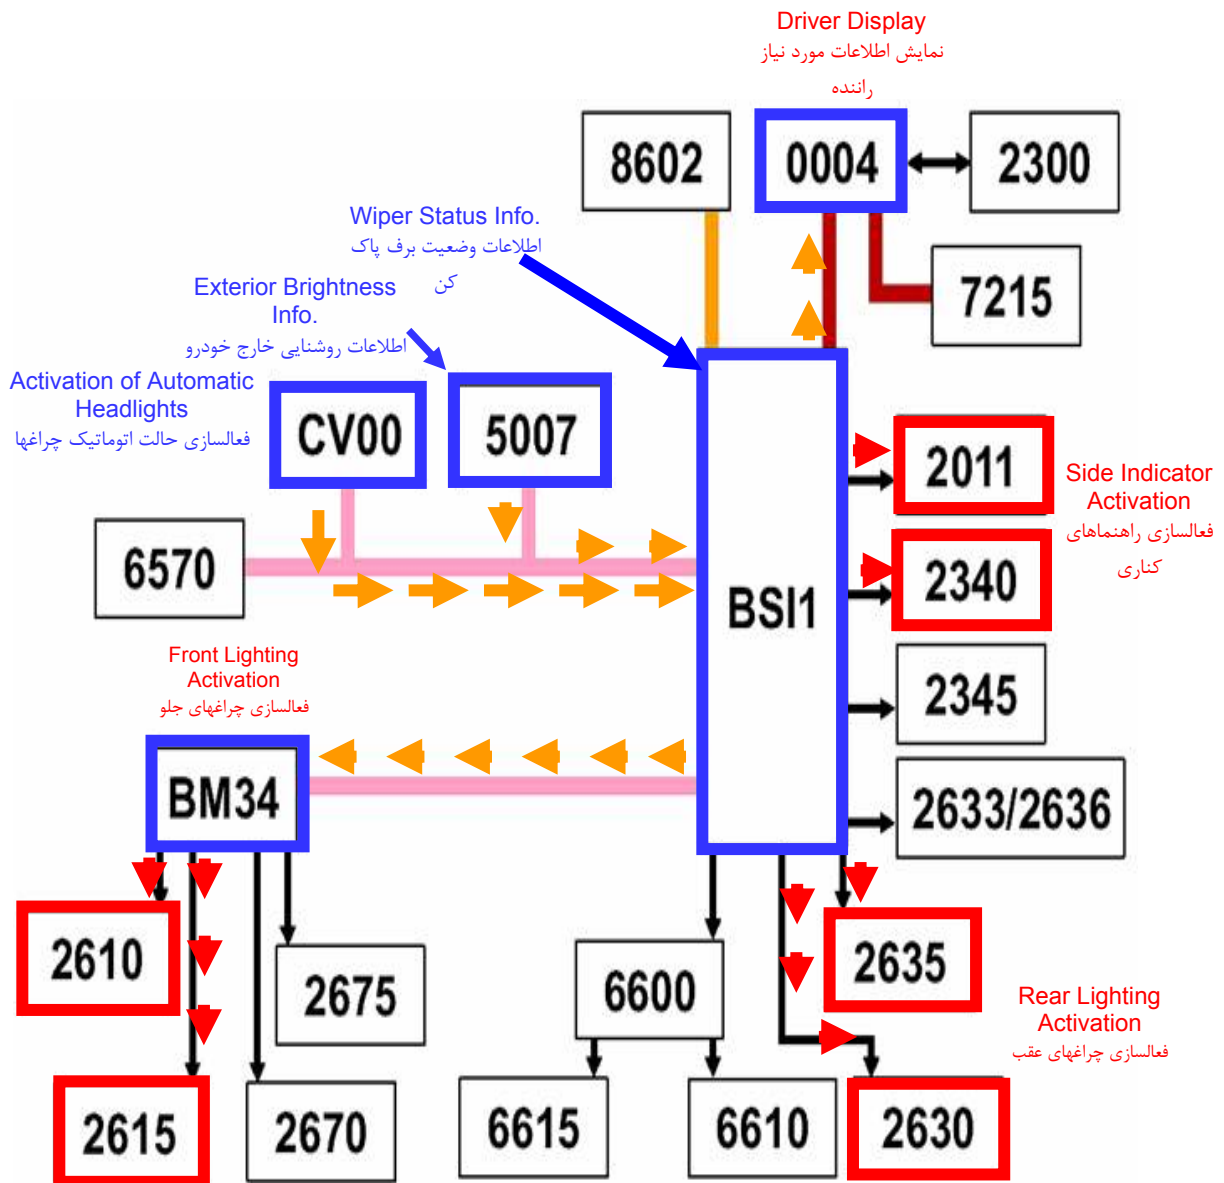 Driver Display
نمایش اطلاعات مورد نیاز
راننده
8602
0004
2300
Wiper Status Info.
اطلاعات وضعیت برف پاک
کن
7215
Exterior Brightness
Info.
اطلاعات روشنایی خارج خودرو
Activation of Automatic
Headlights
فعالسازی حالت اتوماتیک چراغها
CV00
5007
2011
Side Indicator
Activation
فعالسازی راهنماهای
کناری
6570
BSI1
2340
Front Lighting
Activation
فعالسازی چراغهای جلو
2345
BM34
2633/2636
2610
2675
6600
2635
Rear Lighting
Activation
فعالسازی چراغهای عقب
2615
2670
6615
6610
2630